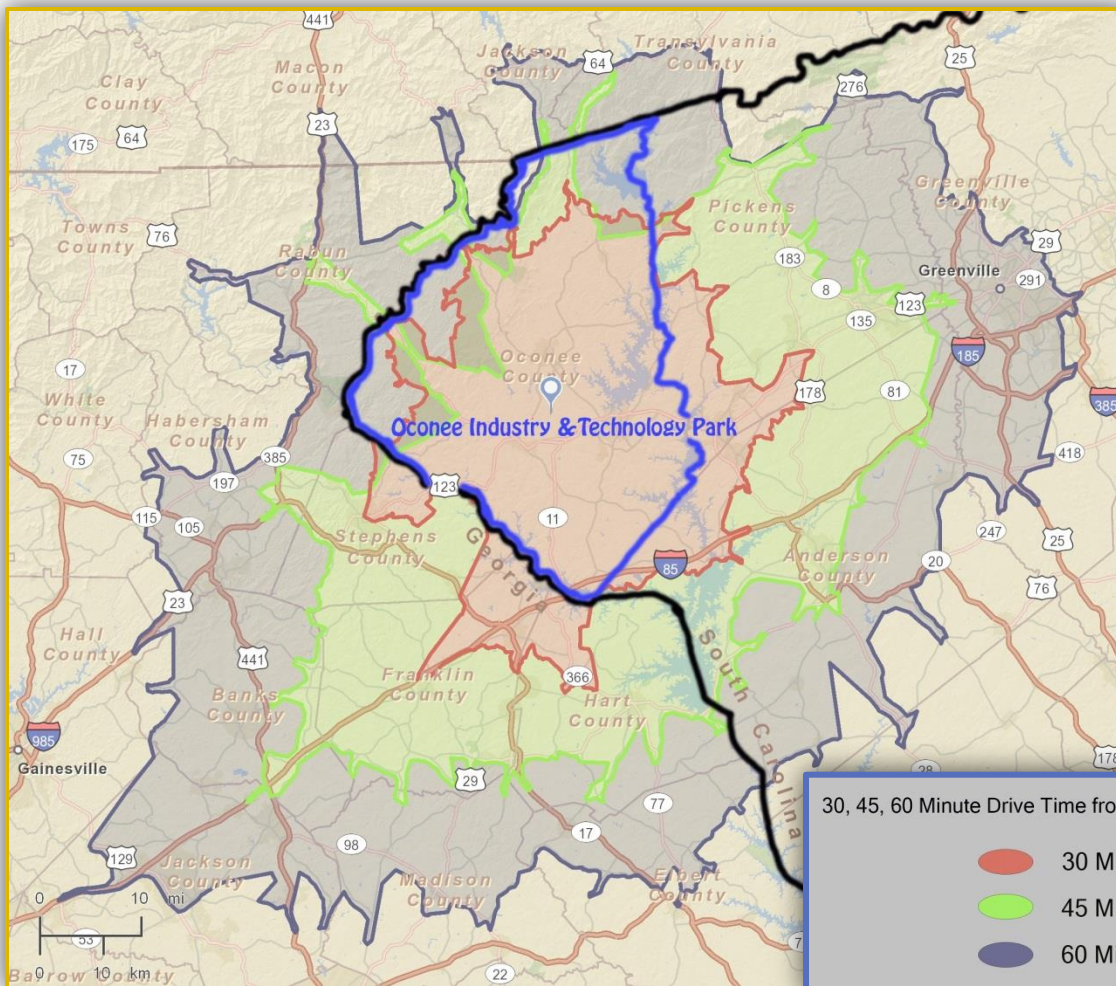 441
Jackson
County
Transylvania
County
64
25
Clay
County
Macon
County
276
23
175
64
Greenville
County
Pickens
County
Towns
County
76
Rabun
County
183
29
Greenville
291
8
123
135
Oconee
County
185
17
178
81
385
White
County
Habersham
County
Oconee Industry & Technology Park
75
385
418
197
123
11
115
105
Stephens
County
Georgia
247
25
85
Anderson
County
20
76
23
Hall
County
441
South Carolina
Franklin
County
366
Hart
County
Banks
County
985
Gainesville
178
28
29
77
17
98
129
Jackson
County
Madison
County
Elbert
County
0 10 mi
53
0 10 km
Barrow County
22
30, 45, 60 Minute Drive Time fro
30 M
45 M
60 M